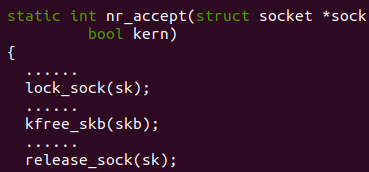 static int nr_accept(struct socket *sock
bool kern)
{
......
lock_sock(sk);
......
kfree_skb(skb);
......
release_sock(sk);